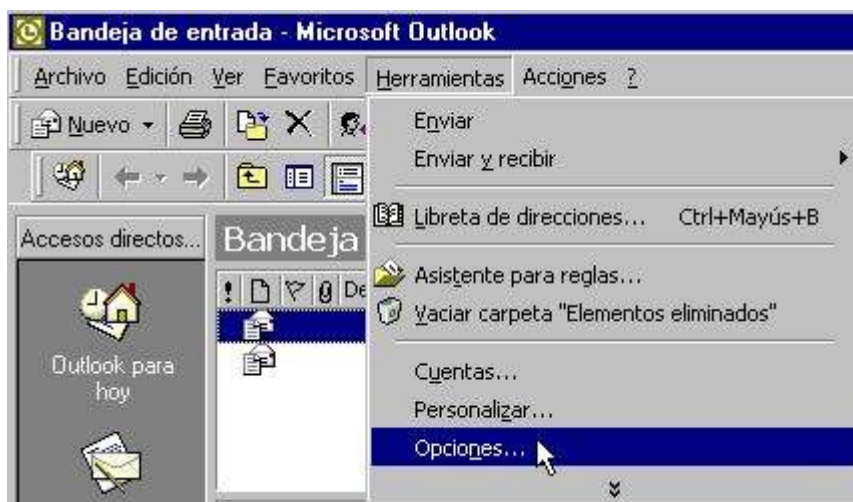 Bandeja de entrada - Microsoft Outlook
Archivo Edición Ver Favoritos Herramientas Acciones ?
Nuevo
Enviar
Enviar y recibir
Libreta de direcciones... Ctrl+Mayús+B
Accesos directos...
Bandeja
Asistente para reglas...
Vaciar carpeta "Elementos eliminados"
! De
Outlook para
hoy
Cuentas...
Personalizar...
Opciones...